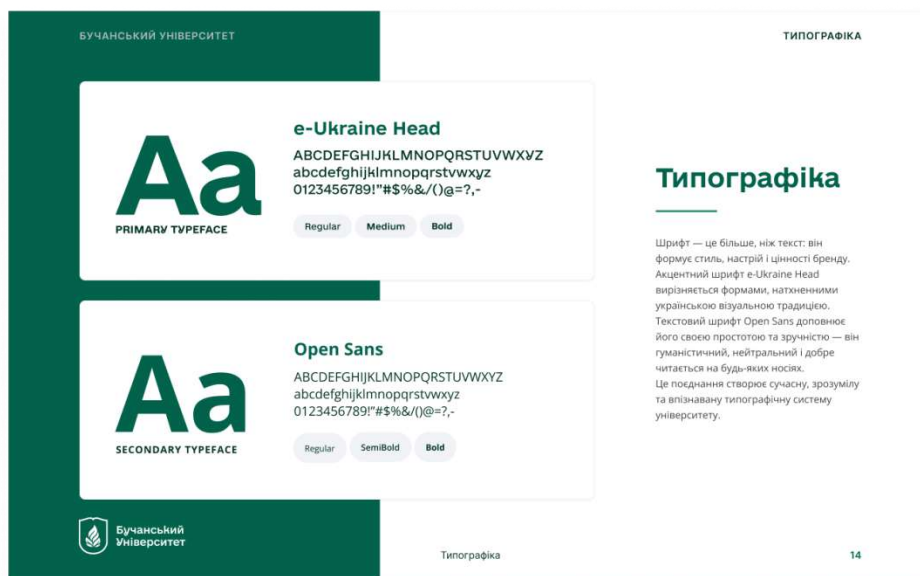 БУЧАНСЬКИЙ УНІВЕРСИТЕТ
ТИПОГРАФІКА
Aa
PRIMARY TYPEFACE
e-Ukraine Head
ABCDEFGHIJKLMNOPQRSTUVWXYZ
abcdefghijklmnopqrstvwxyz
0123456789!"#$%&/()@=?,-
Regular Medium Bold
Aa
SECONDARY TYPEFACE
Open Sans
ABCDEFGHIJKLMNOPQRSTUVWXYZ
abcdefghijklmnopqrstvwxyz
0123456789!"#$%&/()@=?,-
Regular SemiBold Bold
Типографіка
Шрифт — це більше, ніж текст: він
формує стиль, настрій і цінності бренду.
Акцентний шрифт e-Ukraine Head
вирізняється формами, натхненними
українською візуальною традицією.
Текстовий шрифт Open Sans доповнює
його своєю простотою та зручністю — він
гуманістичний, нейтральний і добре
читається на будь-яких носіях.
Це поєднання створює сучасну, зрозумілу
та впізнавану типографічну систему
університету.
Бучанський
Університет
Типографіка
14